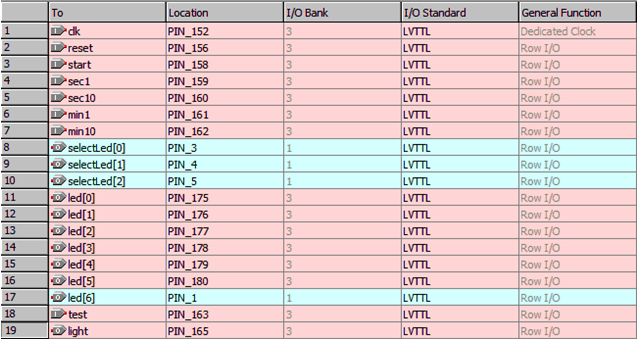 To Location I/O Bank I/O Standard General Function
1 clk PIN_152 3 LVTTL Dedicated Clock
2 reset PIN_156 3 LVTTL Row I/O
3 start PIN_158 3 LVTTL Row I/O
4 sec1 PIN_159 3 LVTTL Row I/O
5 sec10 PIN_160 3 LVTTL Row I/O
6 min1 PIN_161 3 LVTTL Row I/O
7 min10 PIN_162 3 LVTTL Row I/O
8 selectLed[0] PIN_3 1 LVTTL Row I/O
9 selectLed[1] PIN_4 1 LVTTL Row I/O
10 selectLed[2] PIN_5 1 LVTTL Row I/O
11 led[0] PIN_175 3 LVTTL Row I/O
12 led[1] PIN_176 3 LVTTL Row I/O
13 led[2] PIN_177 3 LVTTL Row I/O
14 led[3] PIN_178 3 LVTTL Row I/O
15 led[4] PIN_179 3 LVTTL Row I/O
16 led[5] PIN_180 3 LVTTL Row I/O
17 led[6] PIN_1 1 LVTTL Row I/O
18 test PIN_163 3 LVTTL Row I/O
19 light PIN_165 3 LVTTL Row I/O